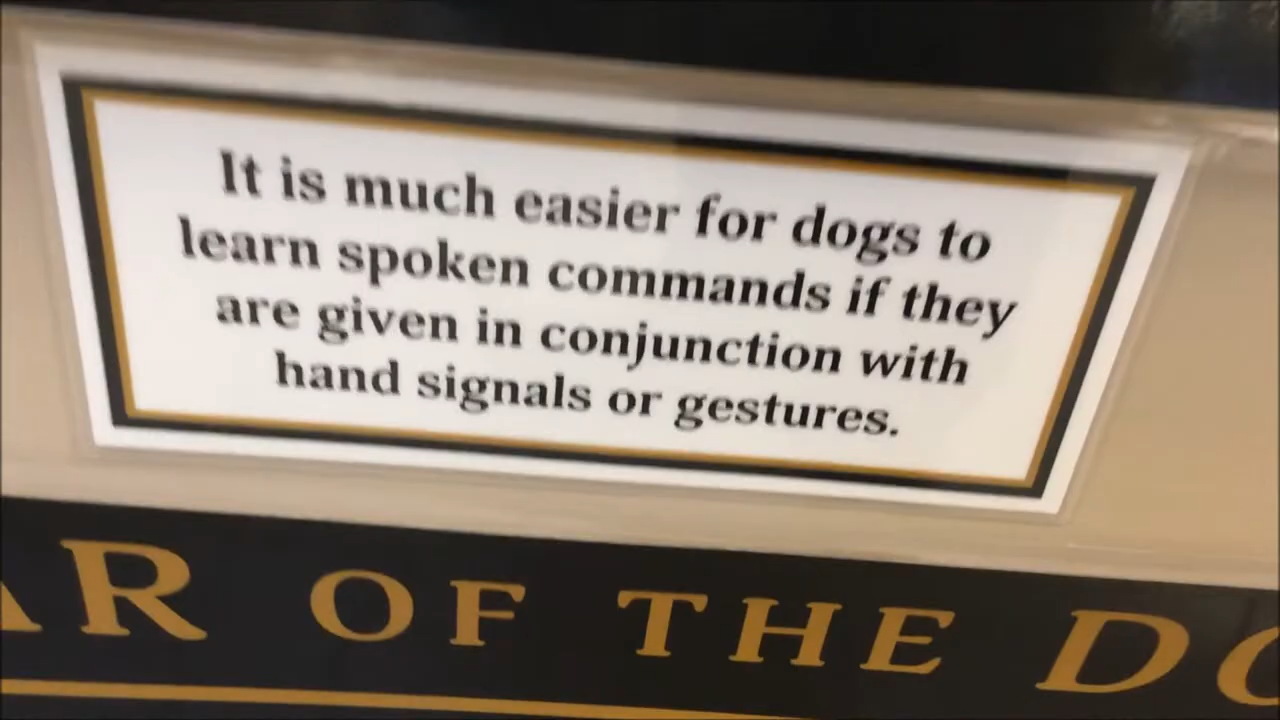 It is much easier for dogs to
learn spoken commands if they
are given in conjunction with
hand signals or gestures.
OF THE